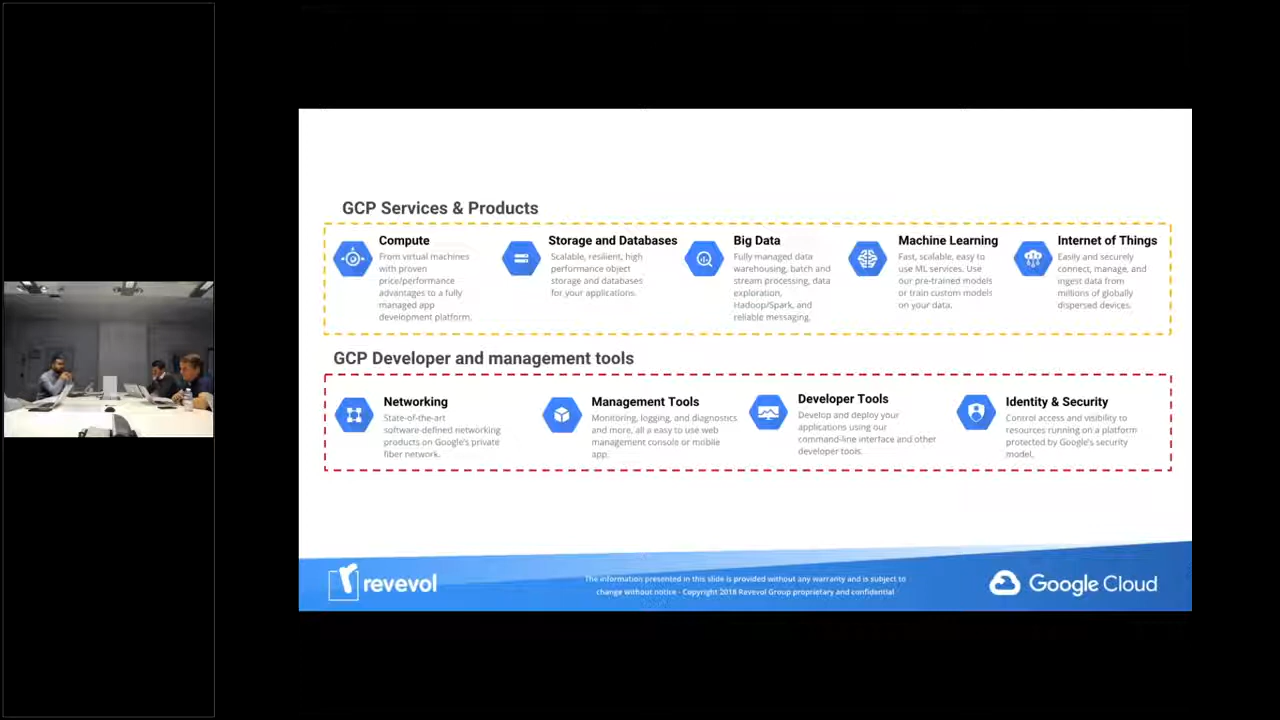 GCP Services & Products
Compute
From virtual machines
with proven
price/performance
advantages to a fully
managed app
development platform.
Storage and Databases
Scalable, resilient, high
performance object
storage and databases
for your applications.
Big Data
Fully managed data
warehousing, batch and
stream processing, data
exploration,
Hadoop/Spark, and
reliable messaging.
Machine Learning
Fast, scalable, easy to
use ML services. Use
our pre-trained models
or train custom models
on your data.
Internet of Things
Easily and securely
connect, manage, and
ingest data from
millions of globally
dispersed devices.
GCP Developer and management tools
Networking
State-of-the-art
software-defined networking
products on Google's private
fiber network.
Management Tools
Monitoring, logging, and diagnostics
and more, all a easy to use web
management console or mobile
app.
Developer Tools
Develop and deploy your
applications using our
command-line interface and other
developer tools.
Identity & Security
Control access and visibility to
resources running on a platform
protected by Google's security
model.
revevol
The information presented in this slide is provided without any warranty and is subject to
change without notice - Copyright 2018 Revevol Group proprietary and confidential
Google Cloud